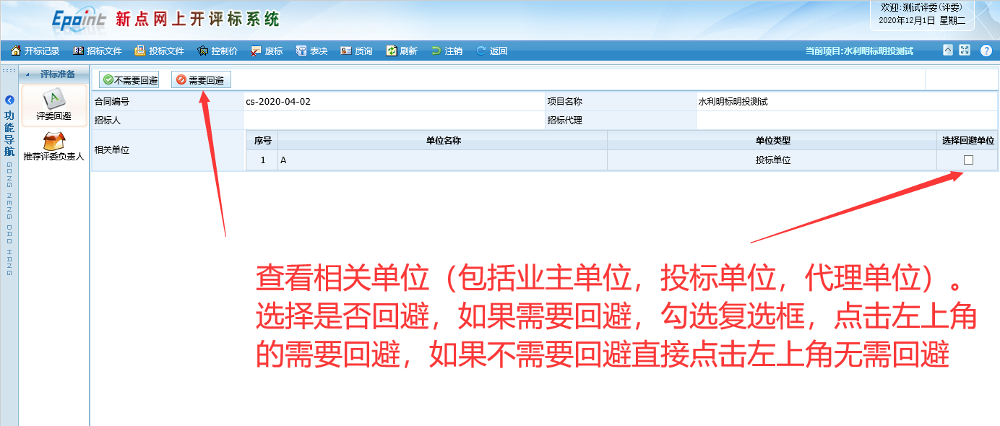 Epoint 新点网上开评标系统
欢迎:测试评委(评委)
2020年12月1日 星期二
开标记录 招标文件 投标文件 控制价 废标 表决 质询 刷新 注销 返回 当前项目:水利明标明投测试
评标准备
评委回避
推荐评委负责人
功能导航
GONG NENG DAO HANG
不需要回避 需要回避
合同编号 cs-2020-04-02 项目名称 水利明标明投测试
招标人 招标代理
相关单位
序号 单位名称 单位类型 选择回避单位
1 A 投标单位
查看相关单位（包括业主单位，投标单位，代理单位）。
选择是否回避，如果需要回避，勾选复选框，点击左上角
的需要回避，如果不需要回避直接点击左上角无需回避